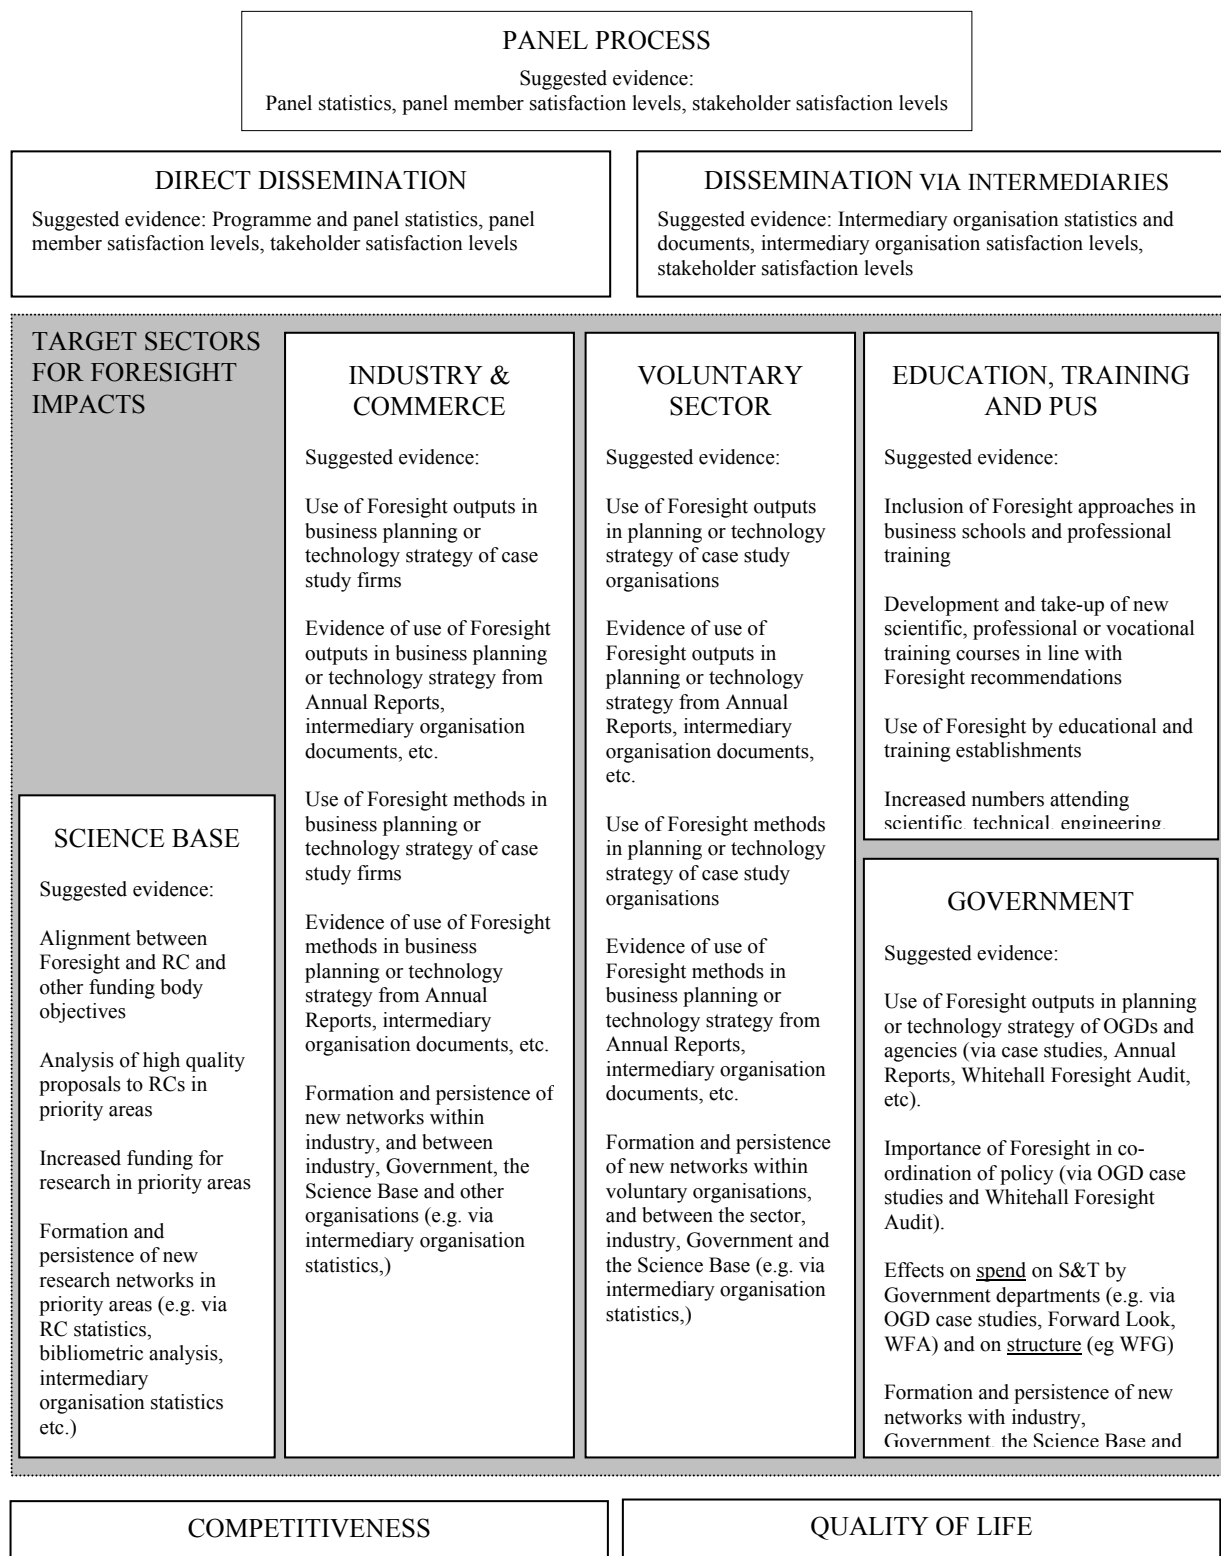 PANEL PROCESS
Suggested evidence:
Panel statistics, panel member satisfaction levels, stakeholder satisfaction levels
DIRECT DISSEMINATION
Suggested evidence: Programme and panel statistics, panel
member satisfaction levels, takeholder satisfaction levels
DISSEMINATION VIA INTERMEDIARIES
Suggested evidence: Intermediary organisation statistics and
documents, intermediary organisation satisfaction levels,
stakeholder satisfaction levels
TARGET SECTORS
FOR FORESIGHT
IMPACTS
SCIENCE BASE
Suggested evidence:
Alignment between
Foresight and RC and
other funding body
objectives
Analysis of high quality
proposals to RCs in
priority areas
Increased funding for
research in priority areas
Formation and
persistence of new
research networks in
priority areas (e.g. via
RC statistics,
bibliometric analysis,
intermediary
organisation statistics
etc.)
INDUSTRY &
COMMERCE
Suggested evidence:
Use of Foresight outputs in
business planning or
technology strategy of case
study firms
Evidence of use of Foresight
outputs in business planning
or technology strategy from
Annual Reports,
intermediary organisation
documents, etc.
Use of Foresight methods in
business planning or
technology strategy of case
study firms
Evidence of use of Foresight
methods in business
planning or technology
strategy from Annual
Reports, intermediary
organisation documents, etc.
Formation and persistence of
new networks within
industry, and between
industry, Government, the
Science Base and other
organisations (e.g. via
intermediary organisation
statistics,)
VOLUNTARY
SECTOR
Suggested evidence:
Use of Foresight outputs
in planning or technology
strategy of case study
organisations
Evidence of use of
Foresight outputs in
planning or technology
strategy from Annual
Reports, intermediary
organisation documents,
etc.
Use of Foresight methods
in planning or technology
strategy of case study
organisations
Evidence of use of
Foresight methods in
business planning or
technology strategy from
Annual Reports,
intermediary organisation
documents, etc.
Formation and persistence
of new networks within
voluntary organisations,
and between the sector,
industry, Government and
the Science Base (e.g. via
intermediary organisation
statistics,)
EDUCATION, TRAINING
AND PUS
Suggested evidence:
Inclusion of Foresight approaches in
business schools and professional
training
Development and take-up of new
scientific, professional or vocational
training courses in line with
Foresight recommendations
Use of Foresight by educational and
training establishments
Increased numbers attending
scientific, technical, engineering,
GOVERNMENT
Suggested evidence:
Use of Foresight outputs in planning
or technology strategy of OGDs and
agencies (via case studies, Annual
Reports, Whitehall Foresight Audit,
etc).
Importance of Foresight in co-
ordination of policy (via OGD case
studies and Whitehall Foresight
Audit).
Effects on spend on S&T by
Government departments (e.g. via
OGD case studies, Forward Look,
WFA) and on structure (eg WFG)
Formation and persistence of new
networks with industry,
Government, the Science Base and
COMPETITIVENESS
QUALITY OF LIFE